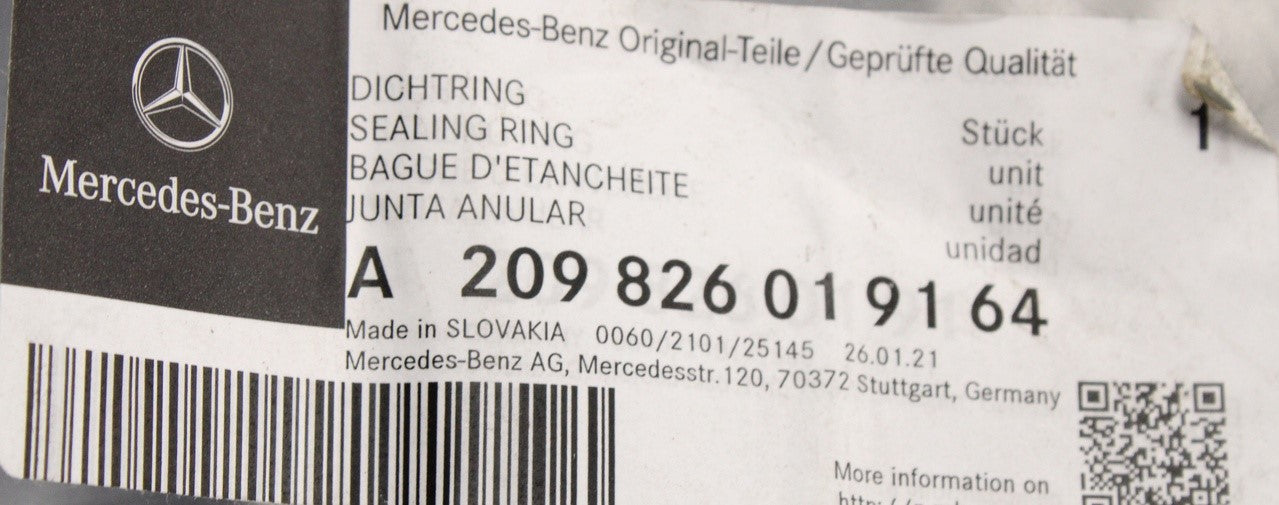 Mercedes-Benz
Mercedes-Benz Original-Teile/Geprüfte Qualität
DICHTRING
SEALING RING
BAGUE D'ETANCHEITE
JUNTA ANULAR
Stück
unit
unité
unidad
1
A 209 826 01 91 64
Made in SLOVAKIA 0060/2101/25145 26.01.21
Mercedes-Benz AG, Mercedesstr.120, 70372 Stuttgart, Germany
More information on